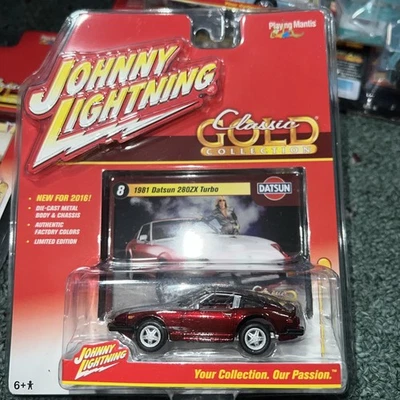 Playing Mantis
JOHNNY
LIGHTNING
Classic
GOLD
COLLECTION
• NEW FOR 2016!
• DIE-CAST METAL
BODY & CHASSIS
• AUTHENTIC
FACTORY COLORS
• LIMITED EDITION
8 1981 Datsun 280ZX Turbo
DATSUN
JOHNNY
LIGHTNING
Your Collection. Our Passion.™
6+